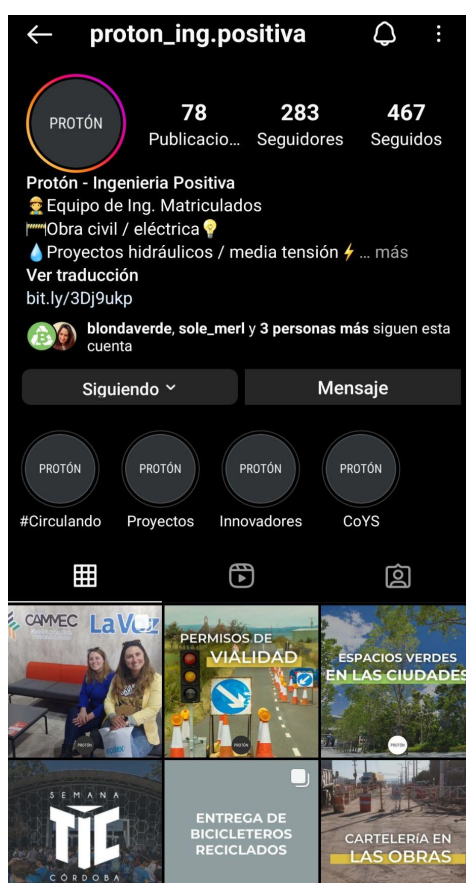 proton_ing.positiva
PROTÓN
78
283
467
Publicacio...
Seguidores
Seguidos
Protón - Ingenieria Positiva
Equipo de Ing. Matriculados
Obra civil / eléctrica
Proyectos hidráulicos / media tensión ... más
Ver traducción
bit.ly/3Dj9ukp
blondaverde, sole_merl y 3 personas más siguen esta
cuenta
Siguiendo
Mensaje
PROTÓN
PROTÓN
PROTÓN
PROTÓN
#Circulando
Proyectos
Innovadores
CoYS
CAMMEC
La Voz
PERMISOS DE
VIALIDAD
PROTÓN
ESPACIOS VERDES
EN LAS CIUDADES
PROTÓN
SEMANA
TIC
CÓRDOBA
ENTREGA DE
BICICLETEROS
RECICLADOS
CARTELERÍA EN
LAS OBRAS